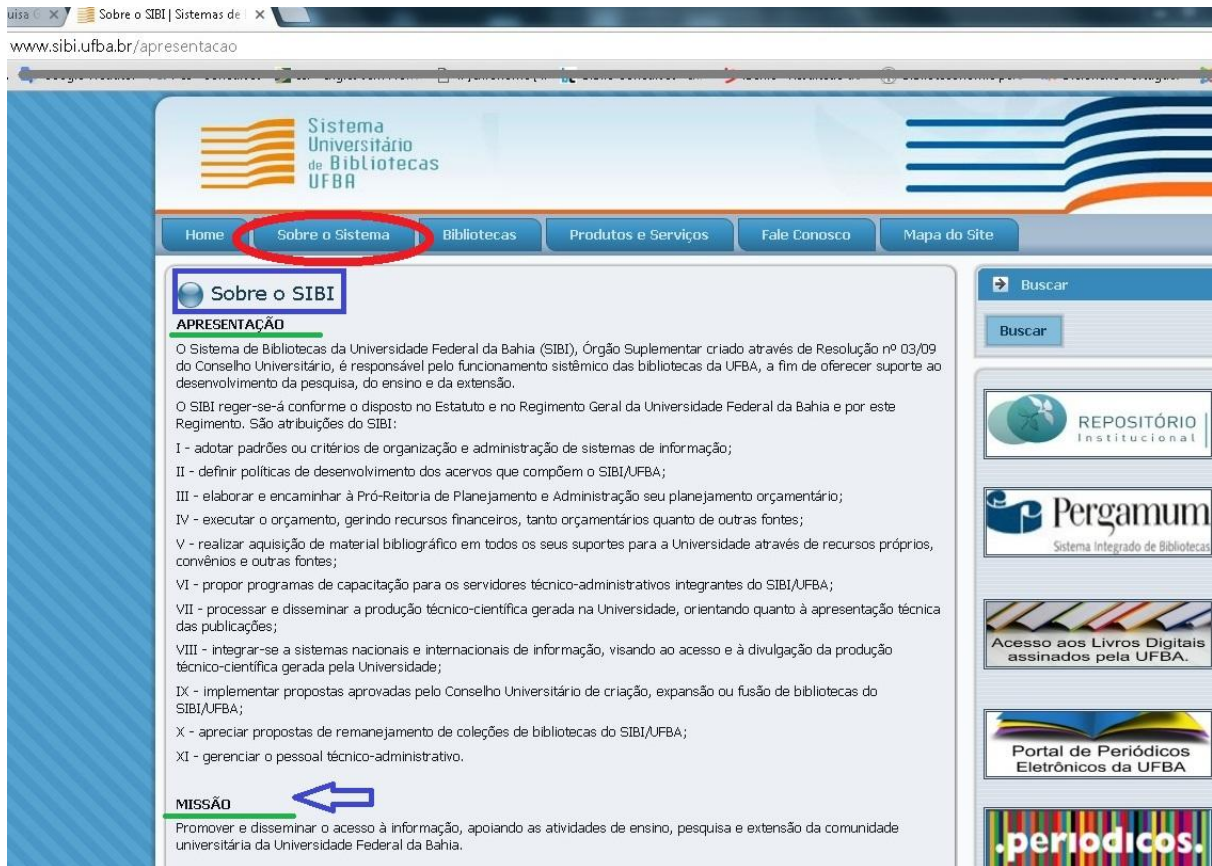 Sobre o SIBI | Sistemas de
www.sibi.ufba.br/apresentacao
Sistema
Universitário
de Bibliotecas
UFBA
Home
Sobre o Sistema
Bibliotecas
Produtos e Serviços
Fale Conosco
Mapa do Site
Sobre o SIBI
APRESENTAÇÃO
O Sistema de Bibliotecas da Universidade Federal da Bahia (SIBI), Órgão Suplementar criado através de Resolução nº 03/09
do Conselho Universitário, é responsável pelo funcionamento sistêmico das bibliotecas da UFBA, a fim de oferecer suporte ao
desenvolvimento da pesquisa, do ensino e da extensão.
O SIBI reger-se-á conforme o disposto no Estatuto e no Regimento Geral da Universidade Federal da Bahia e por este
Regimento. São atribuições do SIBI:
I - adotar padrões ou critérios de organização e administração de sistemas de informação;
II - definir políticas de desenvolvimento dos acervos que compõem o SIBI/UFBA;
III - elaborar e encaminhar à Pró-Reitoria de Planejamento e Administração seu planejamento orçamentário;
IV - executar o orçamento, gerindo recursos financeiros, tanto orçamentários quanto de outras fontes;
V - realizar aquisição de material bibliográfico em todos os seus suportes para a Universidade através de recursos próprios,
convênios e outras fontes;
VI - propor programas de capacitação para os servidores técnico-administrativos integrantes do SIBI/UFBA;
VII - processar e disseminar a produção técnico-científica gerada na Universidade, orientando quanto à apresentação técnica
das publicações;
VIII - integrar-se a sistemas nacionais e internacionais de informação, visando ao acesso e à divulgação da produção
técnico-científica gerada pela Universidade;
IX - implementar propostas aprovadas pelo Conselho Universitário de criação, expansão ou fusão de bibliotecas do
SIBI/UFBA;
X - apreciar propostas de remanejamento de coleções de bibliotecas do SIBI/UFBA;
XI - gerenciar o pessoal técnico-administrativo.
MISSÃO
Promover e disseminar o acesso à informação, apoiando as atividades de ensino, pesquisa e extensão da comunidade
universitária da Universidade Federal da Bahia.
Buscar
Buscar
REPOSITÓRIO
Institucional
Pergamum
Sistema Integrado de Bibliotecas
Acesso aos Livros Digitais
assinados pela UFBA.
Portal de Periódicos
Eletrônicos da UFBA
.periodicos.